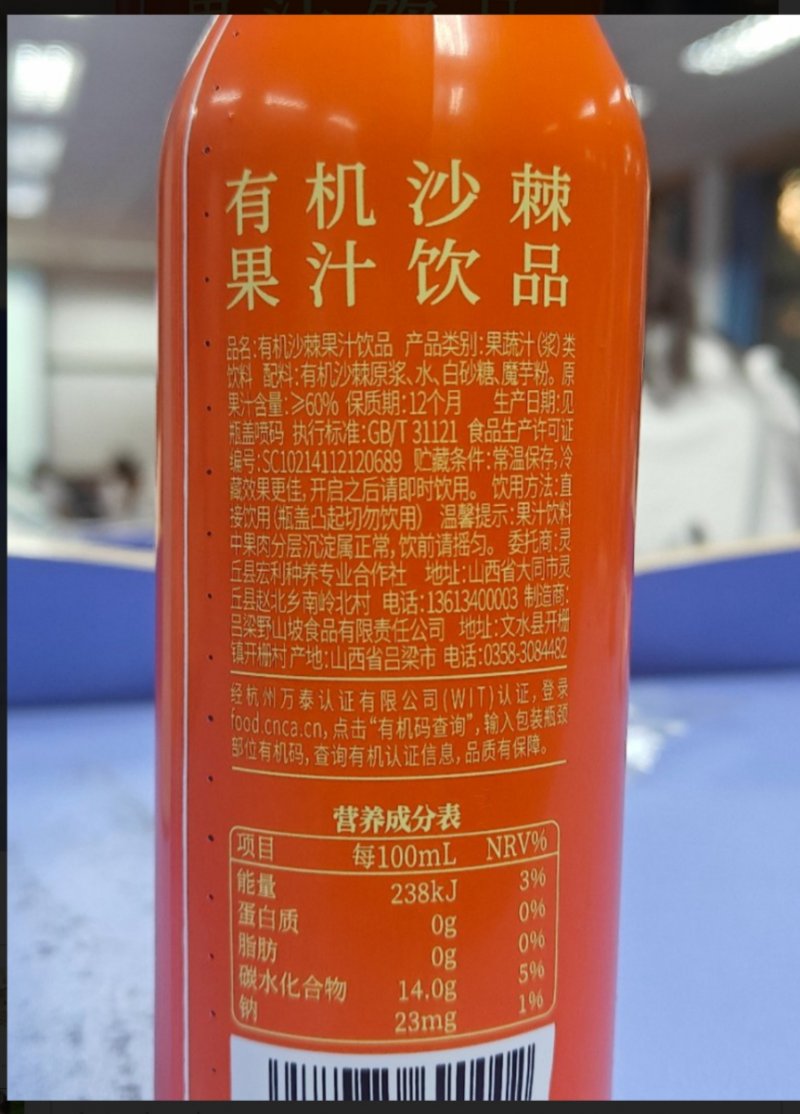 有机沙棘
果汁饮品
品名:有机沙棘果汁饮品 产品类别:果蔬汁(浆)类
饮料 配料:有机沙棘原浆、水、白砂糖、魔芋粉。原
果汁含量:≥60% 保质期:12个月 生产日期:见
瓶盖喷码 执行标准:GB/T 31121 食品生产许可证
编号:SC10214112120689 贮藏条件:常温保存,冷
藏效果更佳,开启之后请即时饮用。 饮用方法:直
接饮用(瓶盖凸起切勿饮用) 温馨提示:果汁饮料
中果肉分层沉淀属正常,饮前请摇匀。 委托商:灵
丘县宏利种养专业合作社 地址:山西省大同市灵
丘县赵北乡南岭北村 电话:13613400003 制造商:
吕梁野山坡食品有限责任公司 地址:文水县开栅
镇开栅村 产地:山西省吕梁市 电话:0358-3084482
经杭州万泰认证有限公司(WIT)认证,登录
food.cnca.cn,点击“有机码查询”,输入包装瓶颈
部位有机码,查询有机认证信息,品质有保障。
营养成分表
项目 每100mL NRV%
能量 238kJ 3%
蛋白质 0g 0%
脂肪 0g 0%
碳水化合物 14.0g 5%
钠 23mg 1%